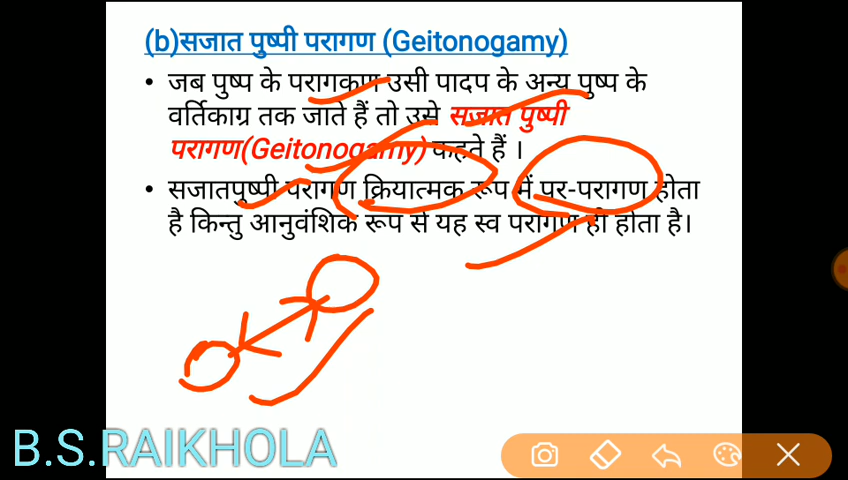 (b)सजात पुष्पी परागण (Geitonogamy)
• जब पुष्प के परागकण उसी पादप के अन्य पुष्प के
वर्तिकाग्र तक जाते हैं तो उसे सजात पुष्पी
परागण(Geitonogamy) कहते हैं ।
• सजातपुष्पी परागण क्रियात्मक रूप में पर-परागण होता
है किन्तु आनुवंशिक रूप से यह स्व परागण ही होता है।
B.S.RAIKHOLA